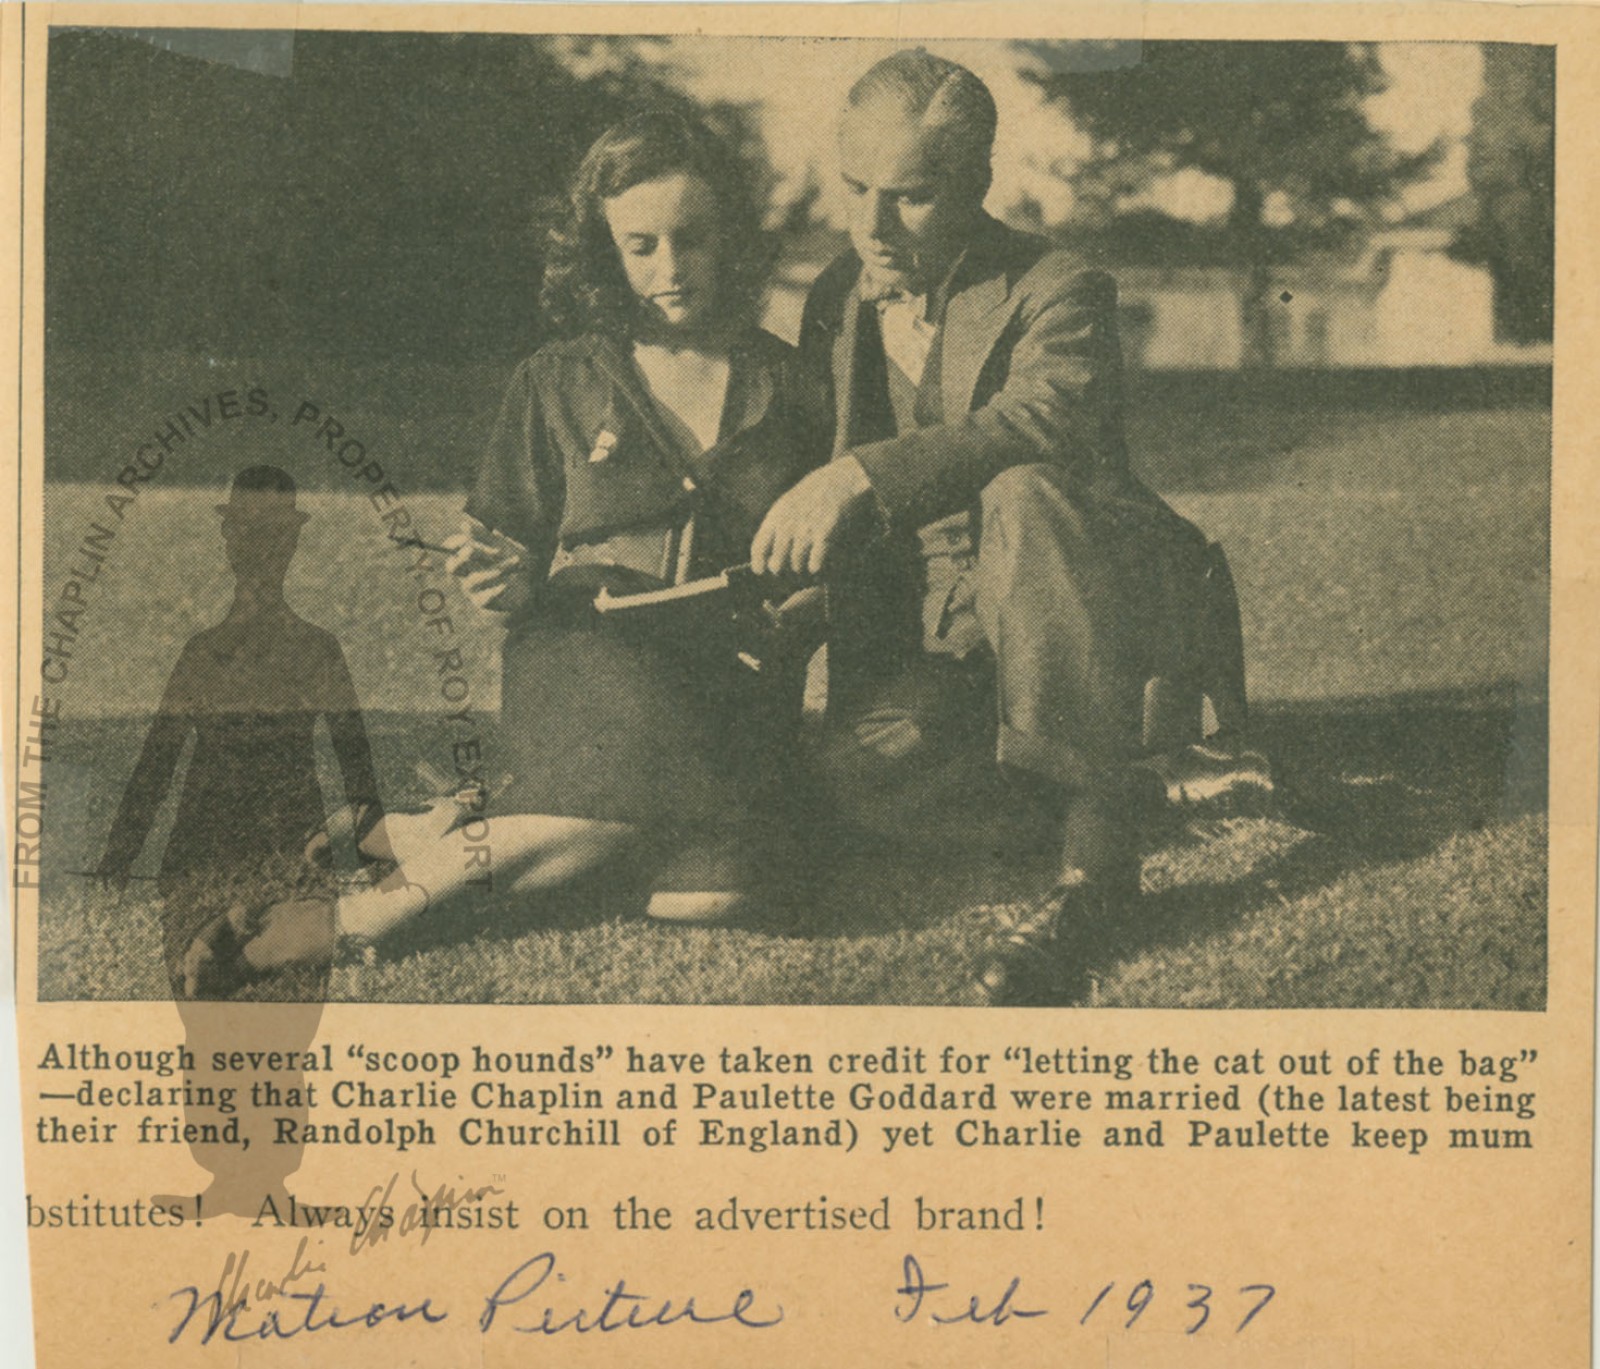 FROM THE CHAPLIN ARCHIVES, PROPERTY OF ROY EXPORT
Although several “scoop hounds” have taken credit for “letting the cat out of the bag”
—declaring that Charlie Chaplin and Paulette Goddard were married (the latest being
their friend, Randolph Churchill of England) yet Charlie and Paulette keep mum
bstitutes! Always insist on the advertised brand!
Charlie Chaplin™
Motion Picture Feb 1937